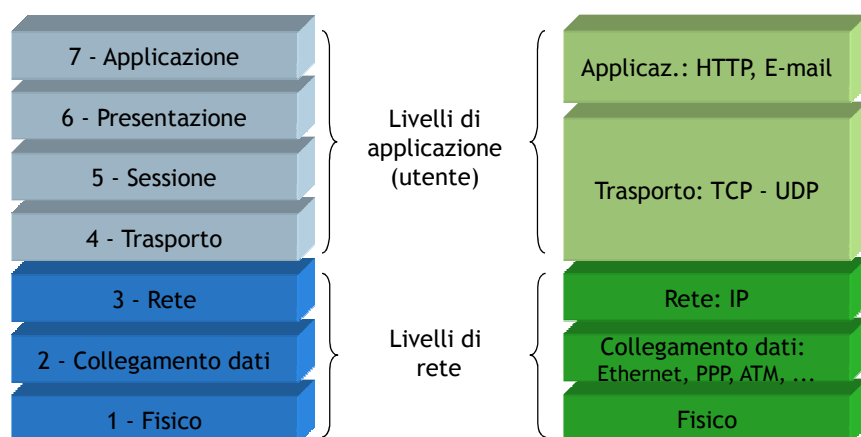 7 - Applicazione
6 - Presentazione
5 - Sessione
4 - Trasporto
3 - Rete
2 - Collegamento dati
1 - Fisico
Livelli di
applicazione
(utente)
Livelli di
rete
Applicaz.: HTTP, E-mail
Trasporto: TCP - UDP
Rete: IP
Collegamento dati:
Ethernet, PPP, ATM, ...
Fisico